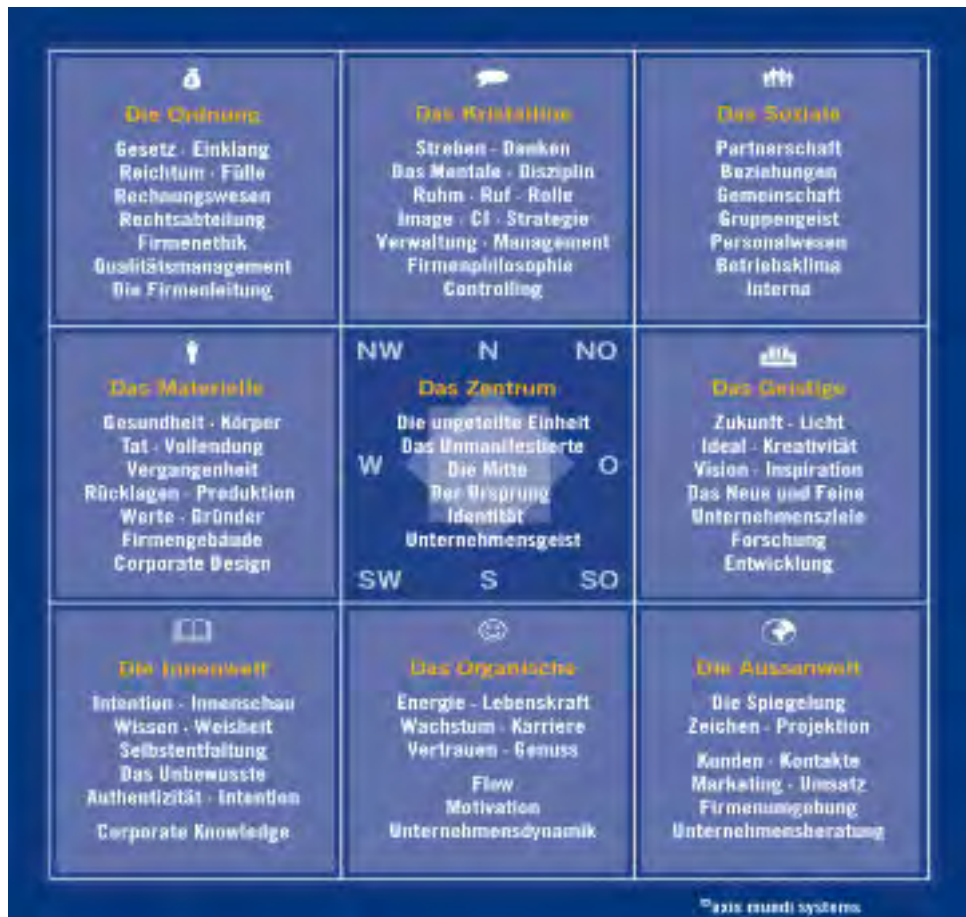 Die Ordnung
Gesetz · Einklang
Reichtum · Fülle
Rechnungswesen
Rechtsabteilung
Firmenethik
Qualitätsmanagement
Die Firmenleitung
Das Kristalline
Streben · Denken
Das Mentale · Disziplin
Ruhm · Ruf · Rolle
Image · CI · Strategie
Verwaltung · Management
Firmenphilosophie
Controlling
Das Soziale
Partnerschaft
Beziehungen
Gemeinschaft
Gruppengeist
Personalwesen
Betriebsklima
Interna
Das Materielle
Gesundheit · Körper
Tat · Vollendung
Vergangenheit
Rücklagen · Produktion
Werte · Gründer
Firmengebäude
Corporate Design
NW N NO
Das Zentrum
Die ungeteilte Einheit
Das Unmanifestierte
W Die Mitte O
Der Ursprung
Identität
Unternehmensgeist
SW S SO
Das Geistige
Zukunft · Licht
Ideal · Kreativität
Vision · Inspiration
Das Neue und Feine
Unternehmensziele
Forschung
Entwicklung
Die Innenwelt
Intention · Innenschau
Wissen · Weisheit
Selbstentfaltung
Das Unbewusste
Authentizität · Intention
Corporate Knowledge
Das Organische
Energie · Lebenskraft
Wachstum · Karriere
Vertrauen · Genuss
Flow
Motivation
Unternehmensdynamik
Die Aussenwelt
Die Spiegelung
Zeichen · Projektion
Kunden · Kontakte
Marketing · Umsatz
Firmenumgebung
Unternehmensberatung
axis mundi systems